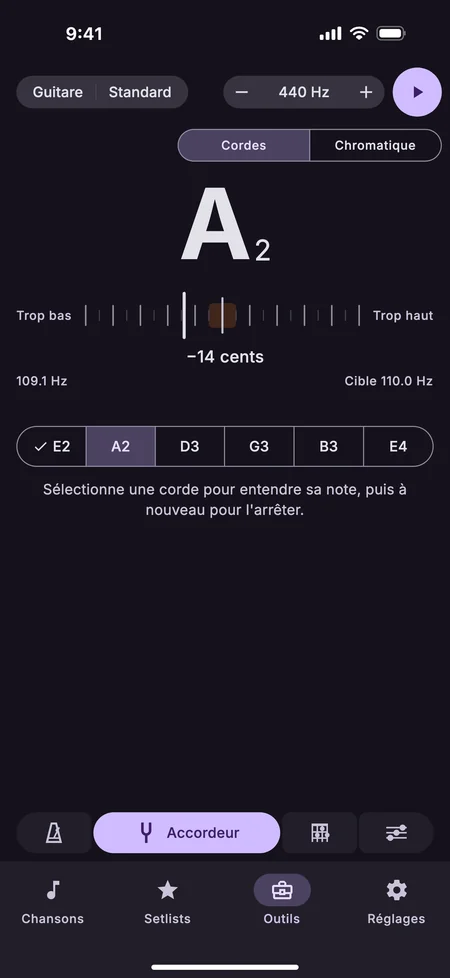 9:41
Guitare Standard
− 440 Hz +
Cordes Chromatique
A2
Trop bas Trop haut
−14 cents
109.1 Hz Cible 110.0 Hz
E2 A2 D3 G3 B3 E4
Sélectionne une corde pour entendre sa note, puis à
nouveau pour l'arrêter.
Accordeur
Chansons Setlists Outils Réglages